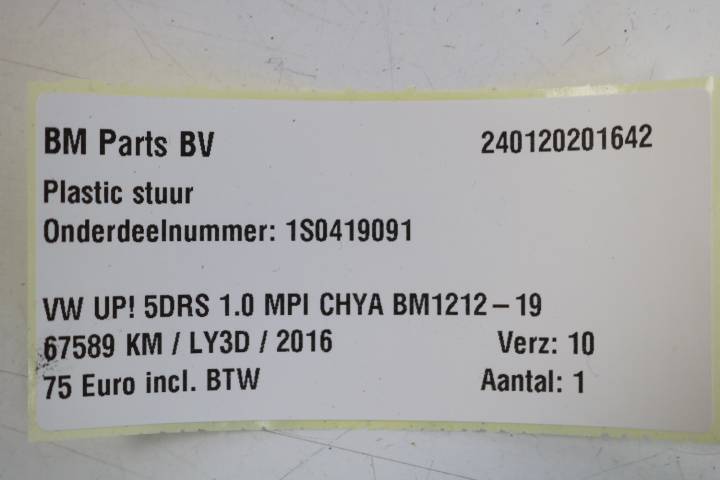 BM Parts BV 240120201642
Plastic stuur
Onderdeelnummer: 1S0419091
VW UP! 5DRS 1.0 MPI CHYA BM1212-19
67589 KM / LY3D / 2016 Verz: 10
75 Euro incl. BTW Aantal: 1